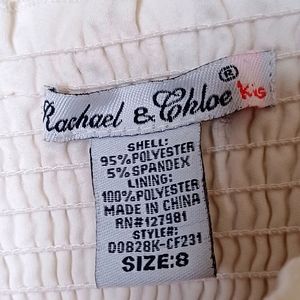 Rachael & Chloe®
SHELL:
95%POLYESTER
5%SPANDEX
LINING:
100%POLYESTER
MADE IN CHINA
RN#127981
STYLE#:
D0B28K-CF231
SIZE:8